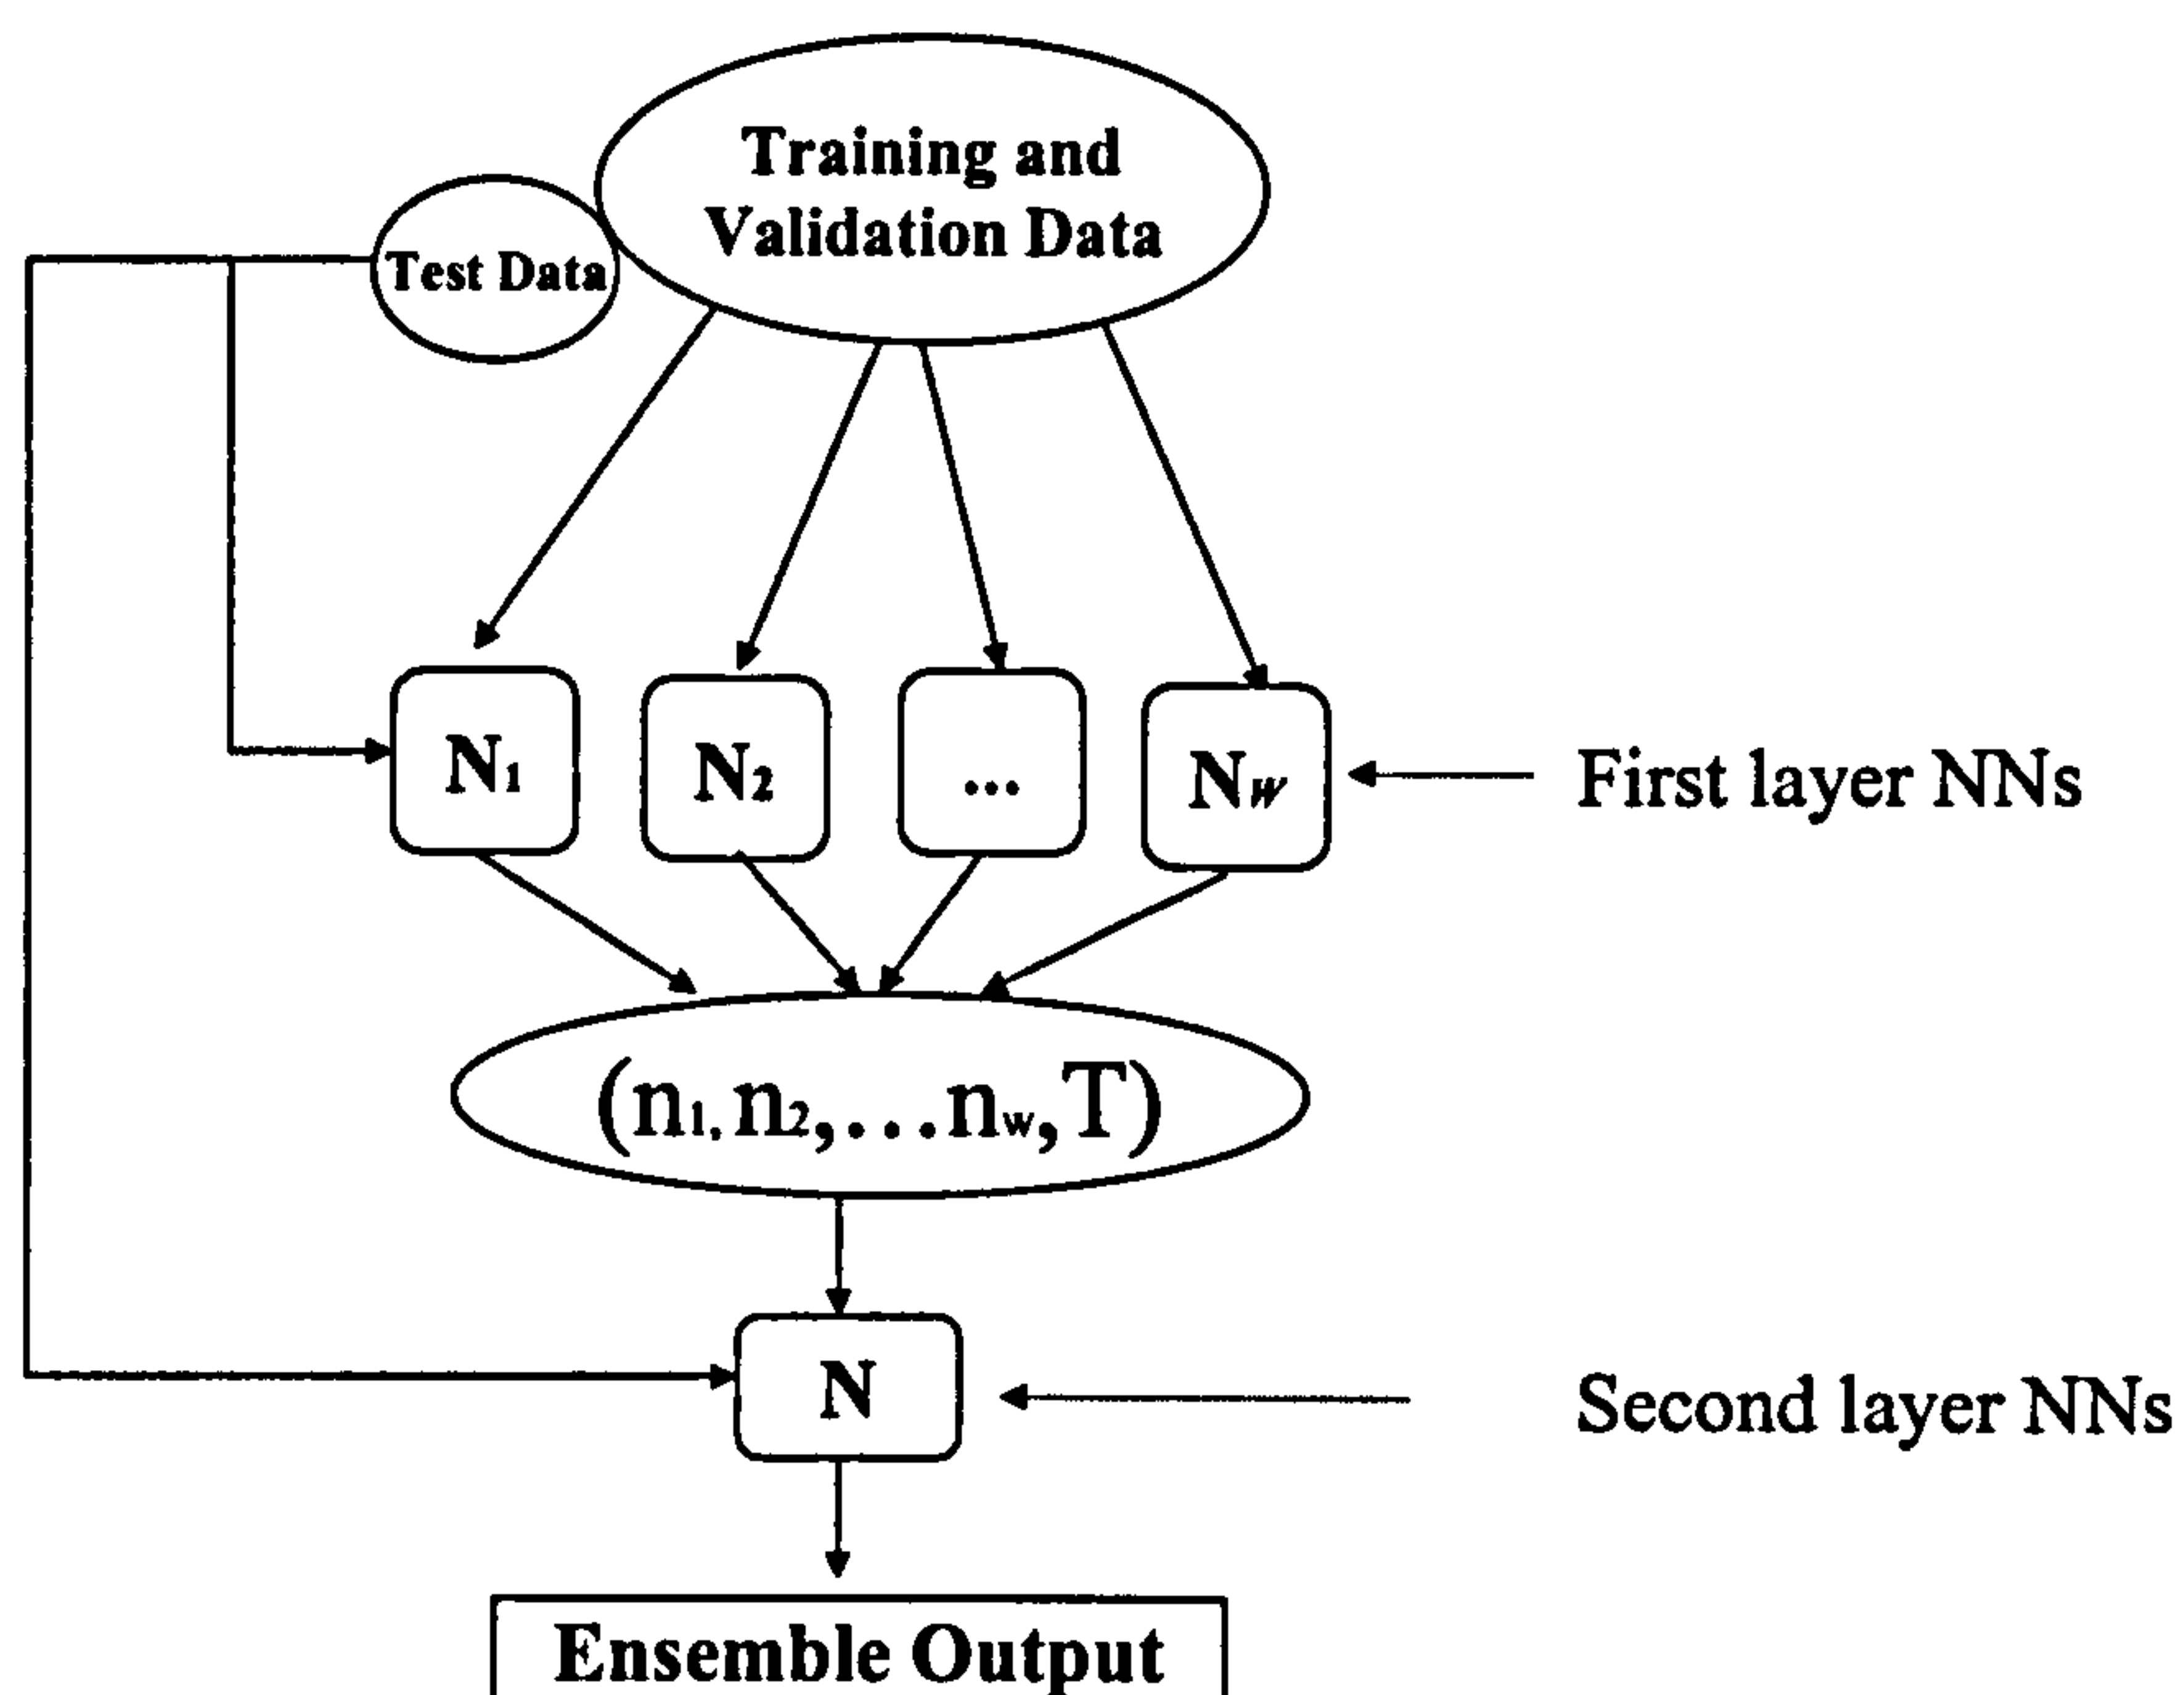 Training and
Validation Data
Test Data
N1
N2
...
NW
First layer NNs
(n1, n2,...nw,T)
N
Second layer NNs
Ensemble Output